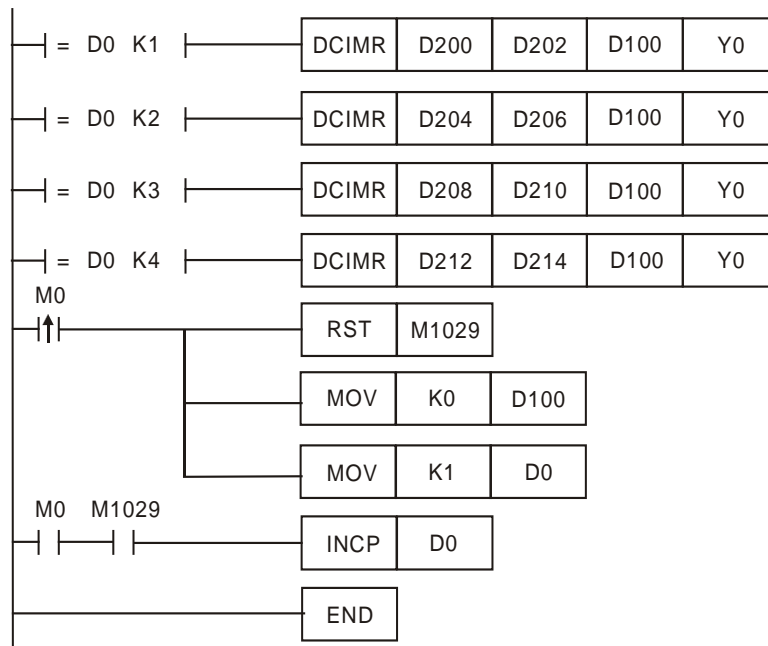 = D0 K1 DCIMR D200 D202 D100 Y0
= D0 K2 DCIMR D204 D206 D100 Y0
= D0 K3 DCIMR D208 D210 D100 Y0
= D0 K4 DCIMR D212 D214 D100 Y0
M0
RST M1029
MOV K0 D100
MOV K1 D0
M0 M1029
INCP D0
END